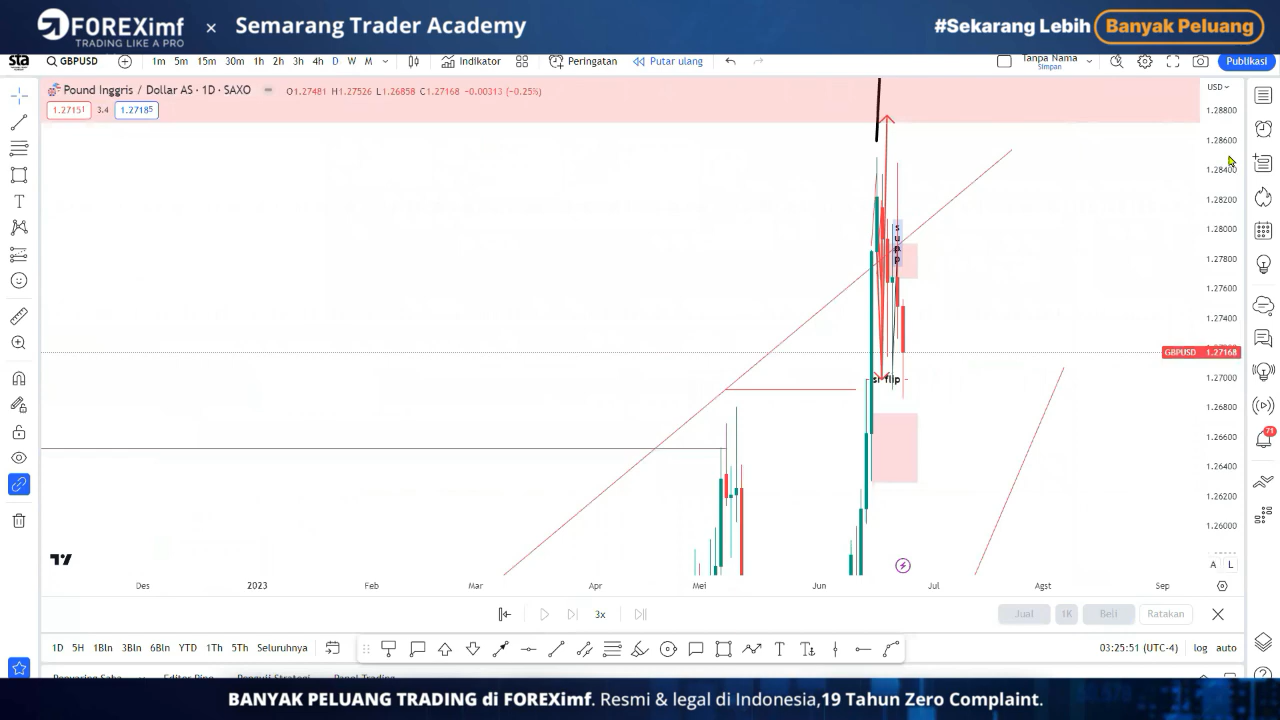 FOREXimf
TRADING LIKE A PRO
×
Semarang Trader Academy
#Sekarang Lebih Banyak Peluang
sta
GBPUSD
1m 5m 15m 30m 1h 2h 3h 4h D W M
Indikator
Peringatan
Putar ulang
Tanpa Nama
Simpan
Publikasi
Pound Inggris / Dollar AS · 1D · SAXO
O1.27481 H1.27526 L1.26858 C1.27168 −0.00313 (−0.25%)
1.27151 3.4 1.27185
USD
1.28800
1.28600
1.28400
1.28200
1.28000
1.27800
1.27600
1.27400
GBPUSD 1.27168
1.27000
1.26800
1.26600
1.26400
1.26200
1.26000
s
u
p
p
sr flip
71
Des 2023 Feb Mar Apr Mei Jun Jul Agst Sep
A L
3x
Jual 1K Beli Ratakan
1D 5H 1Bln 3Bln 6Bln YTD 1Th 5Th Seluruhnya
03:25:51 (UTC-4)
log auto
BANYAK PELUANG TRADING di FOREXimf. Resmi & legal di Indonesia,19 Tahun Zero Complaint.